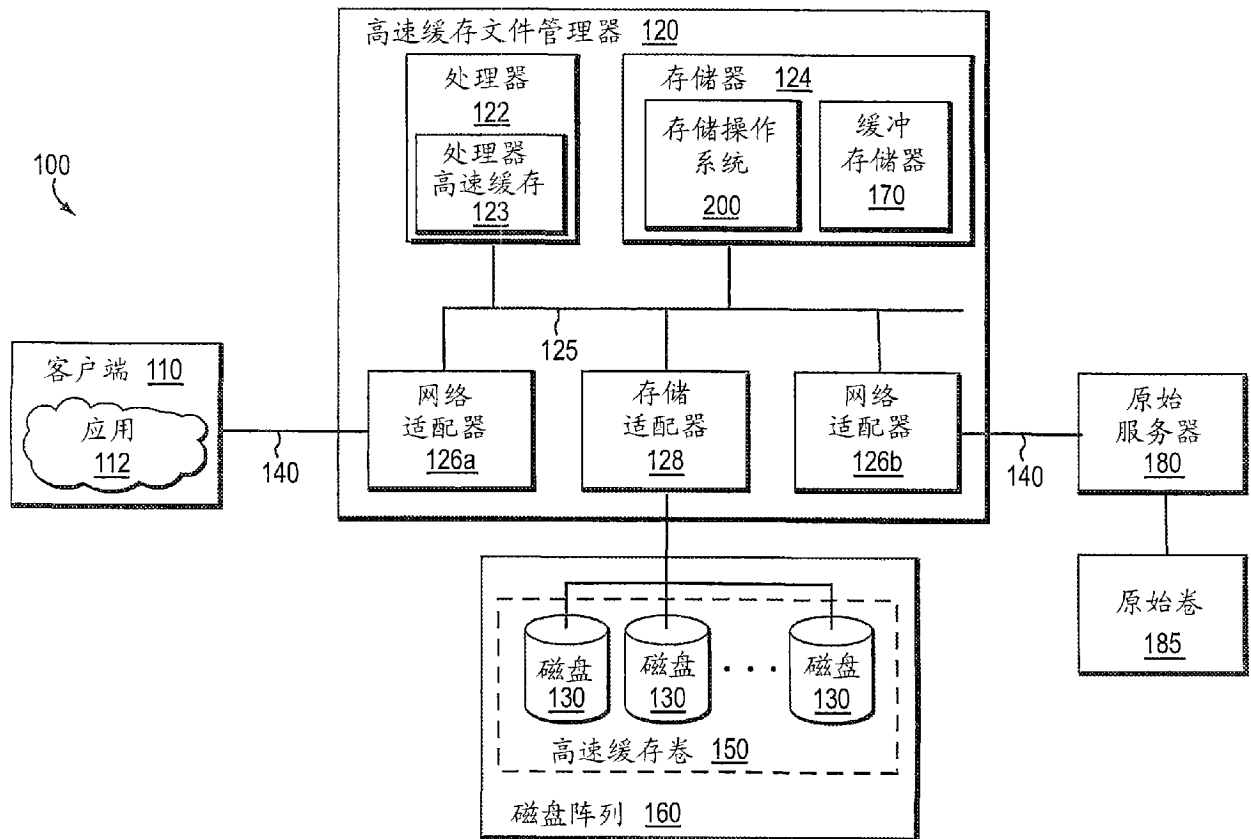 高速缓存文件管理器 120
处理器
122
处理器
高速缓存
123
存储器 124
存储操作
系统
200
缓冲
存储器
170
100
125
客户端 110
应用
112
140
网络
适配器
126a
存储
适配器
128
网络
适配器
126b
140
原始
服务器
180
原始卷
185
磁盘
130
磁盘
130
...
磁盘
130
高速缓存卷 150
磁盘阵列 160